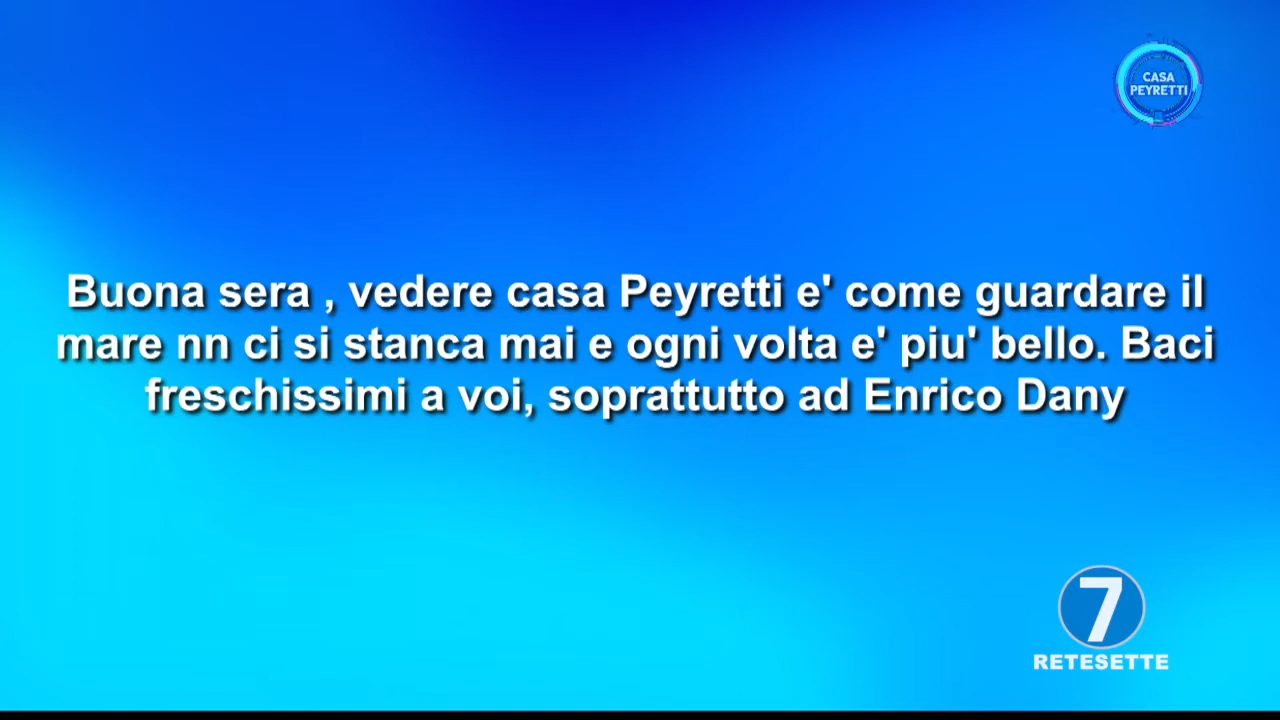 CASA
PEYRETTI
Buona sera , vedere casa Peyretti e' come guardare il
mare nn ci si stanca mai e ogni volta e' piu' bello. Baci
freschissimi a voi, soprattutto ad Enrico Dany
7
RETESETTE